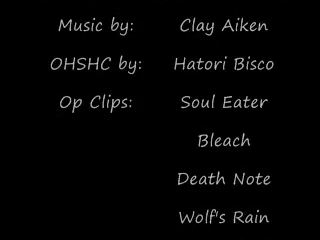 Music by: Clay Aiken
OHSHC by: Hatori Bisco
Op Clips: Soul Eater
Bleach
Death Note
Wolf's Rain